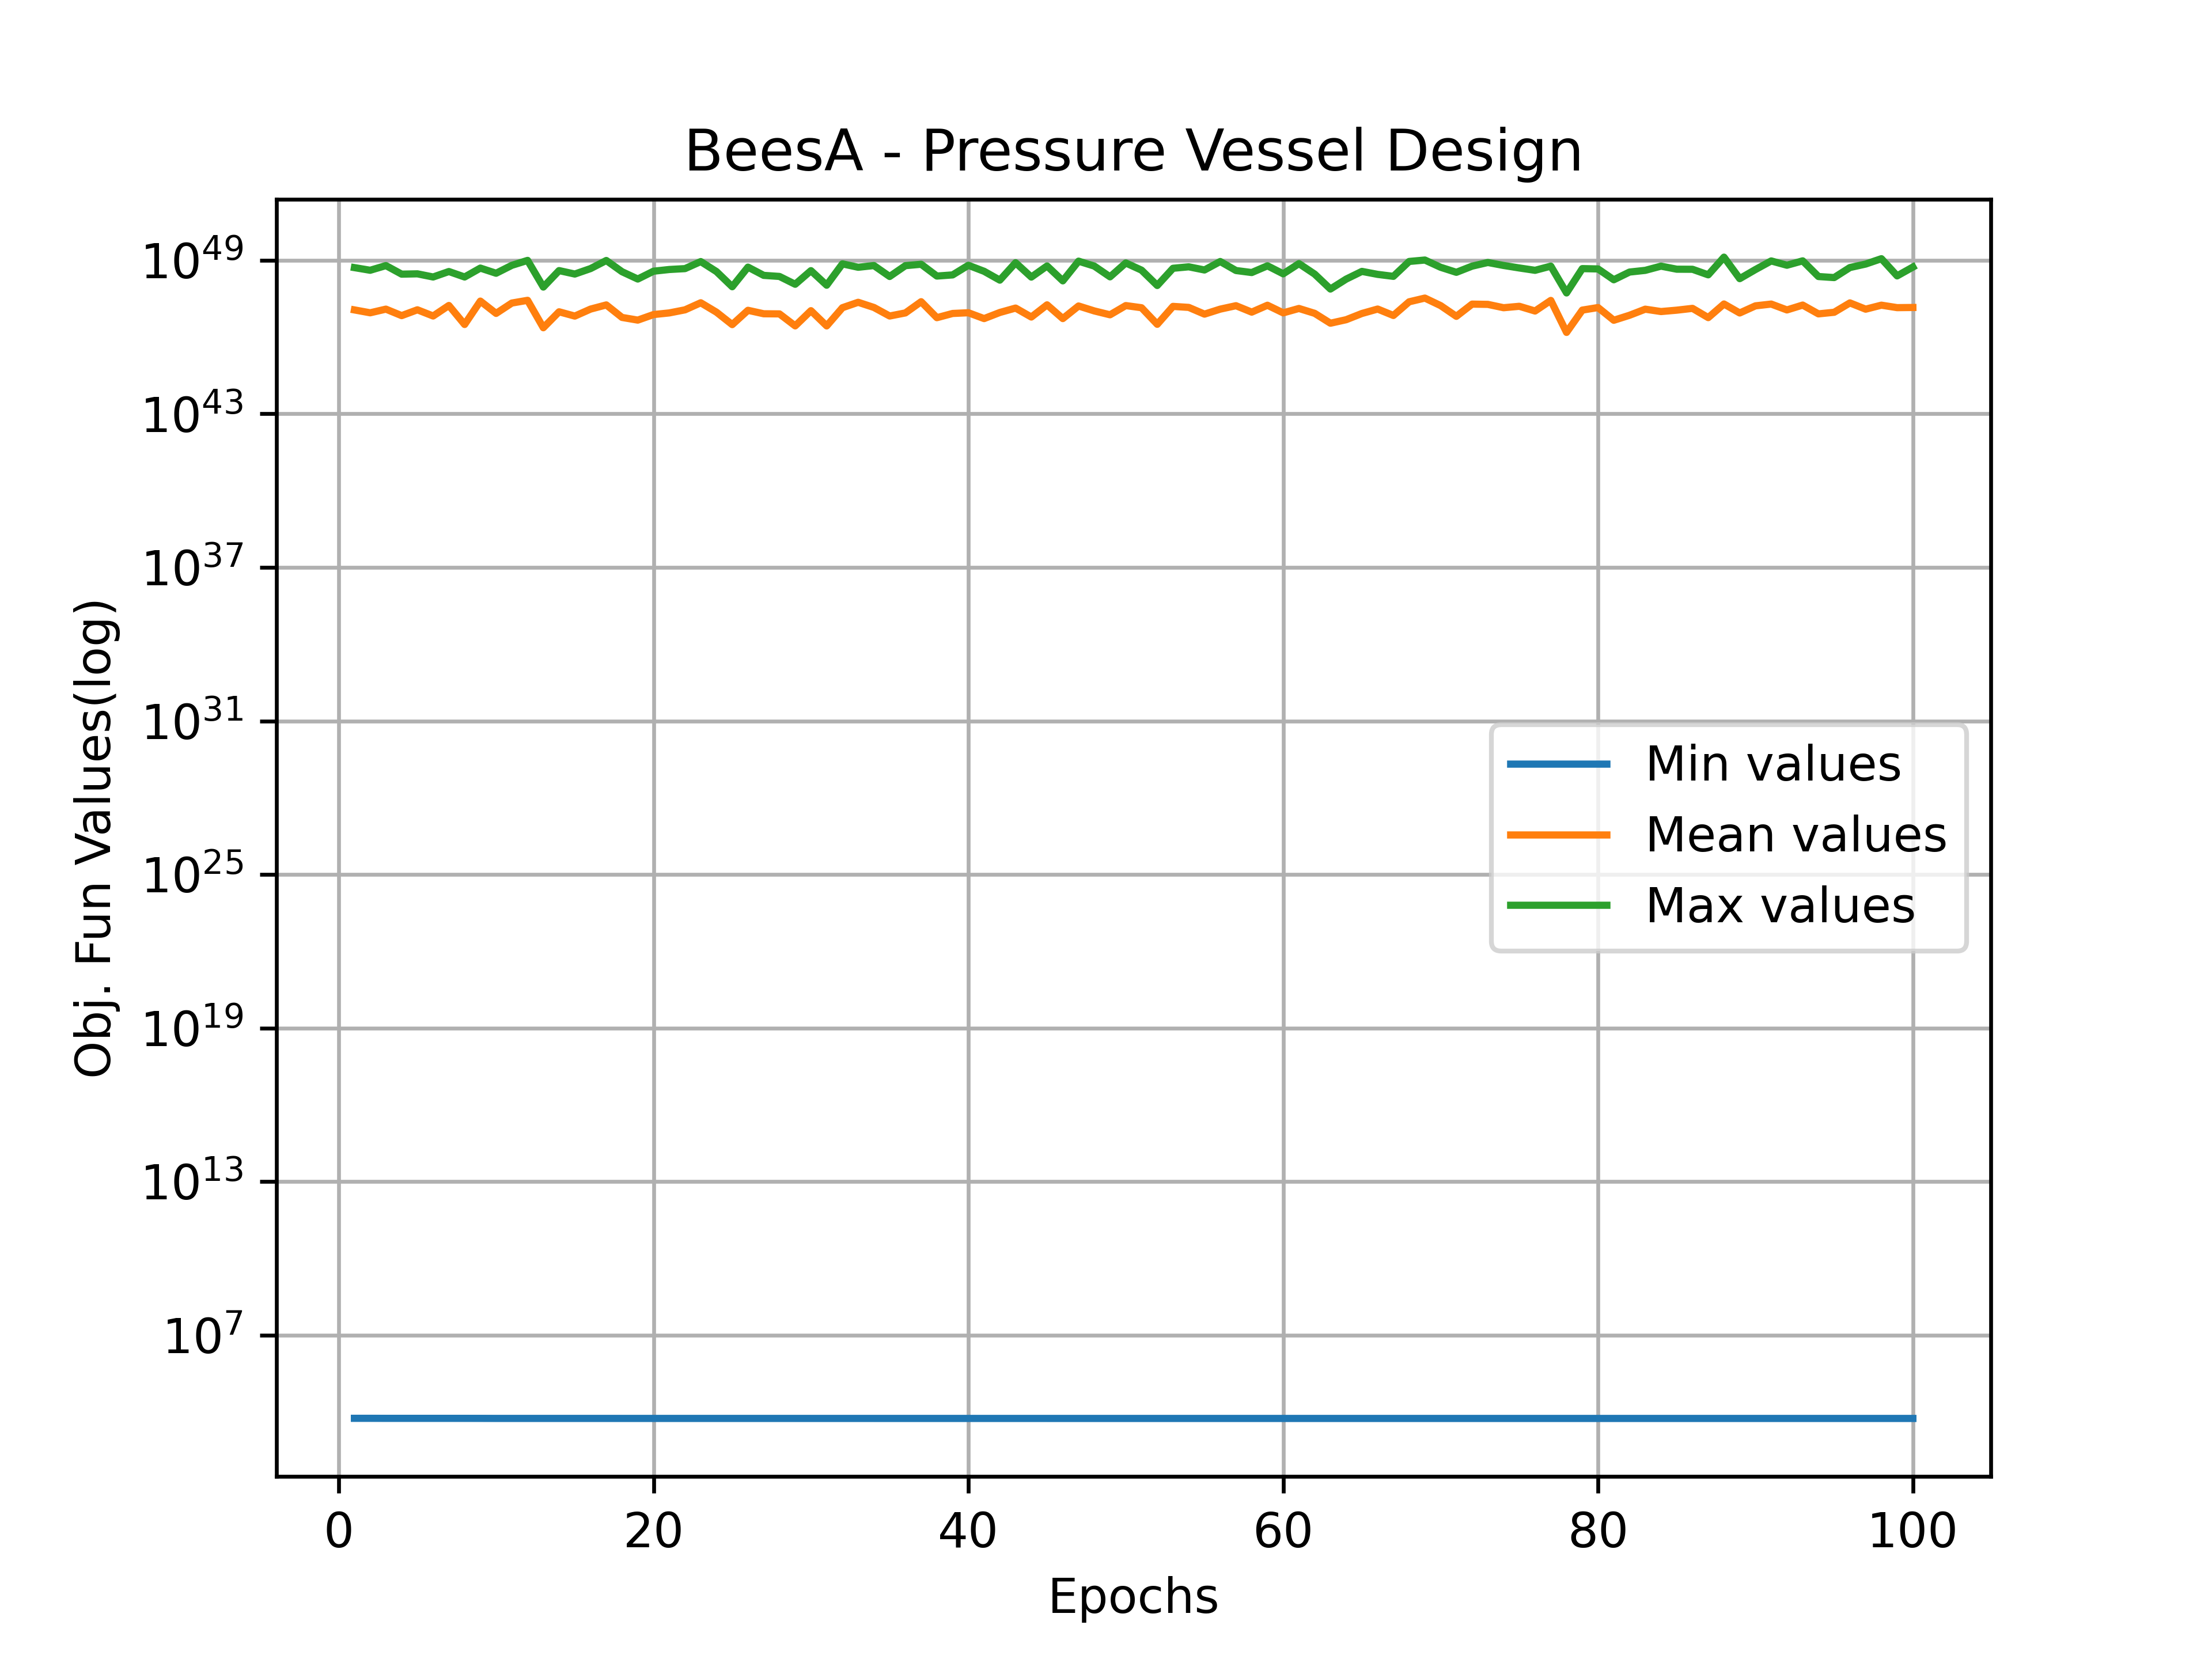 BeesA - Pressure Vessel Design
Obj. Fun Values(log)
10^49
10^43
10^37
10^31
10^25
10^19
10^13
10^7
Min values
Mean values
Max values
0 20 40 60 80 100
Epochs